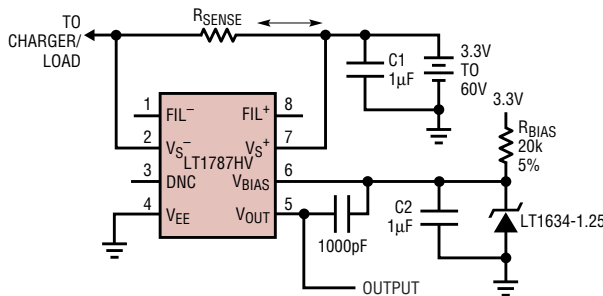 TO
CHARGER/
LOAD
RSENSE
C1
1µF
3.3V
TO
60V
1
FIL–
8
FIL+
2
VS–
7
VS+
LT1787HV
3
DNC
6
VBIAS
4
VEE
5
VOUT
1000pF
C2
1µF
3.3V
RBIAS
20k
5%
LT1634-1.25
OUTPUT